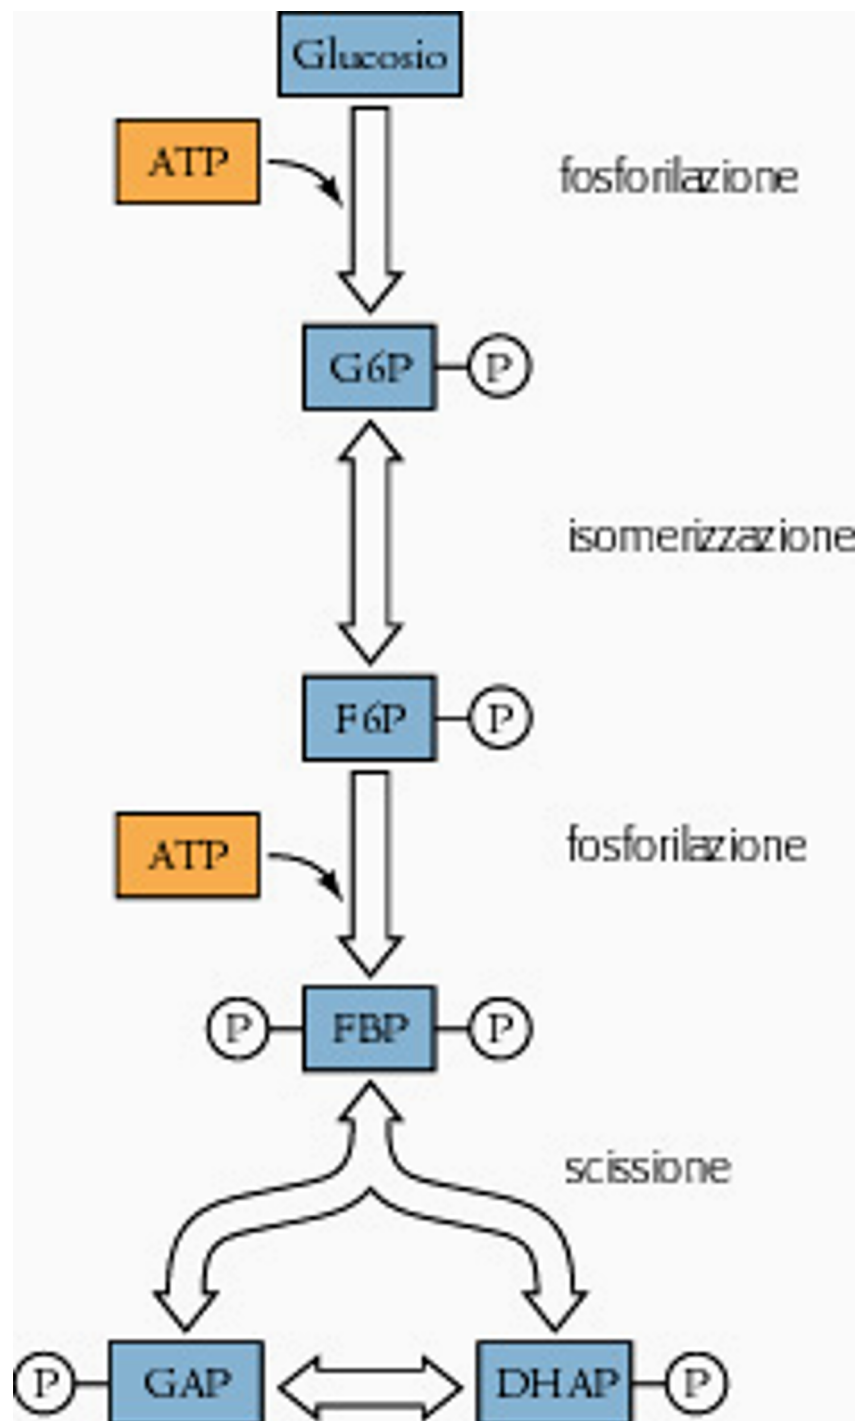 Glucosio
ATP
fosforilazione
G6P
P
isomerizzazione
F6P
P
ATP
fosforilazione
P
FBP
P
scissione
P
GAP
DHAP
P